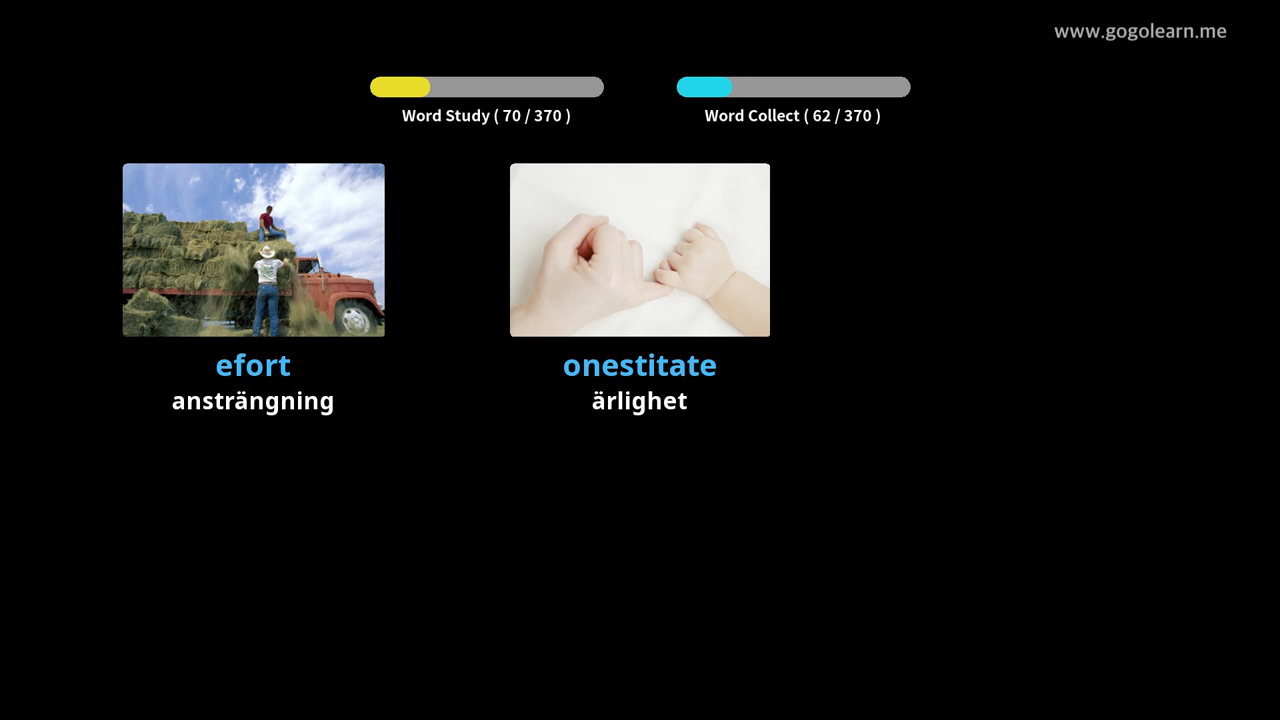 www.gogolearn.me
Word Study ( 70 / 370 )
Word Collect ( 62 / 370 )
efort
ansträngning
onestitate
ärlighet